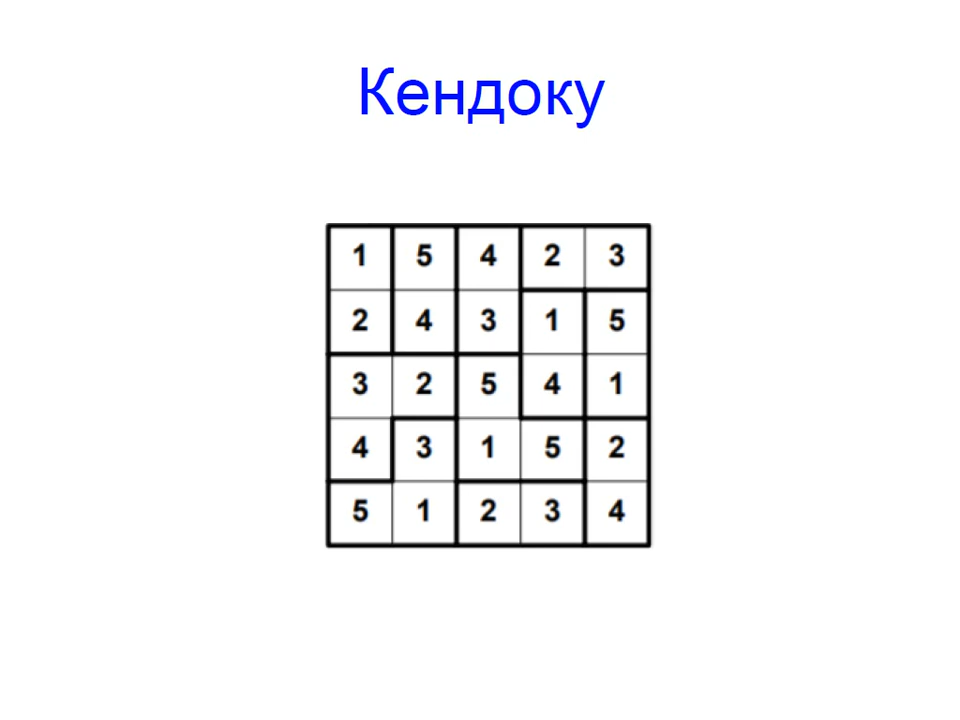 Кендоку
1 5 4 2 3
2 4 3 1 5
3 2 5 4 1
4 3 1 5 2
5 1 2 3 4